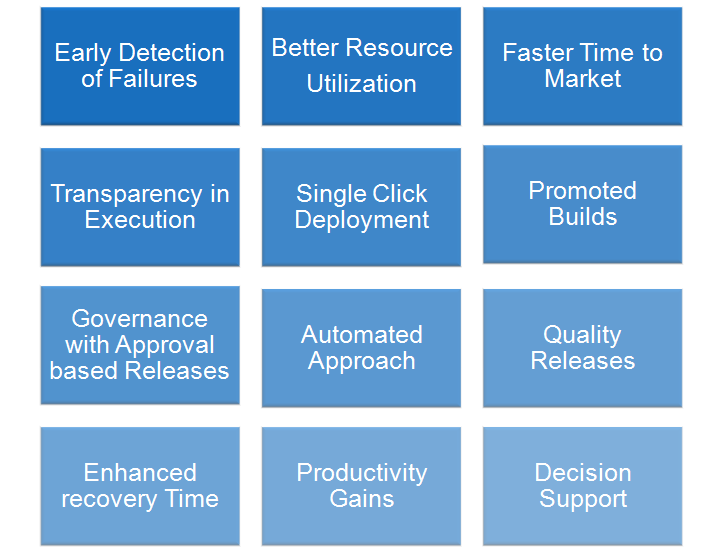 Early Detection
of Failures
Better Resource
Utilization
Faster Time to
Market
Transparency in
Execution
Single Click
Deployment
Promoted
Builds
Governance
with Approval
based Releases
Automated
Approach
Quality
Releases
Enhanced
recovery Time
Productivity
Gains
Decision
Support